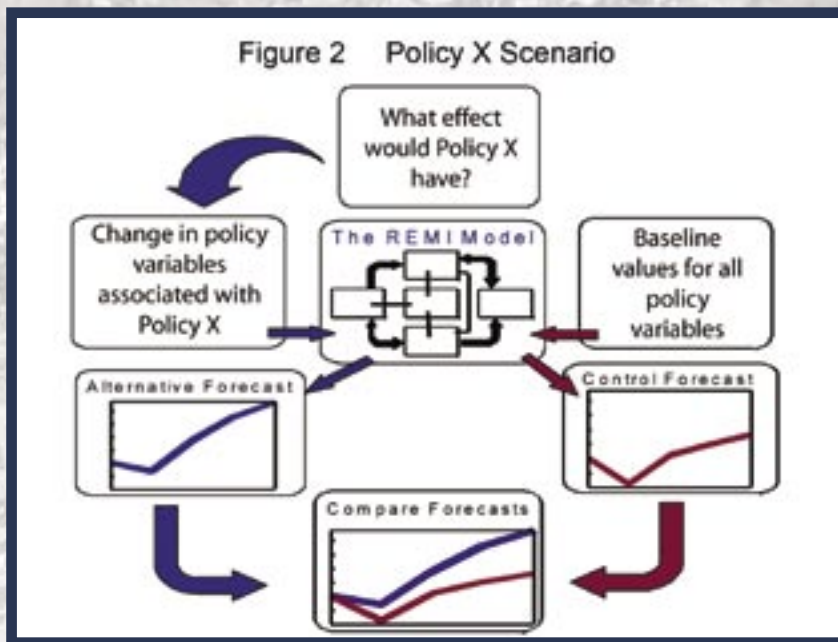 Figure 2 Policy X Scenario
What effect
would Policy X
have?
Change in policy
variables
associated with
Policy X
The REMI Model
Baseline
values for all
policy
variables
Alternative Forecast
Control Forecast
Compare Forecasts